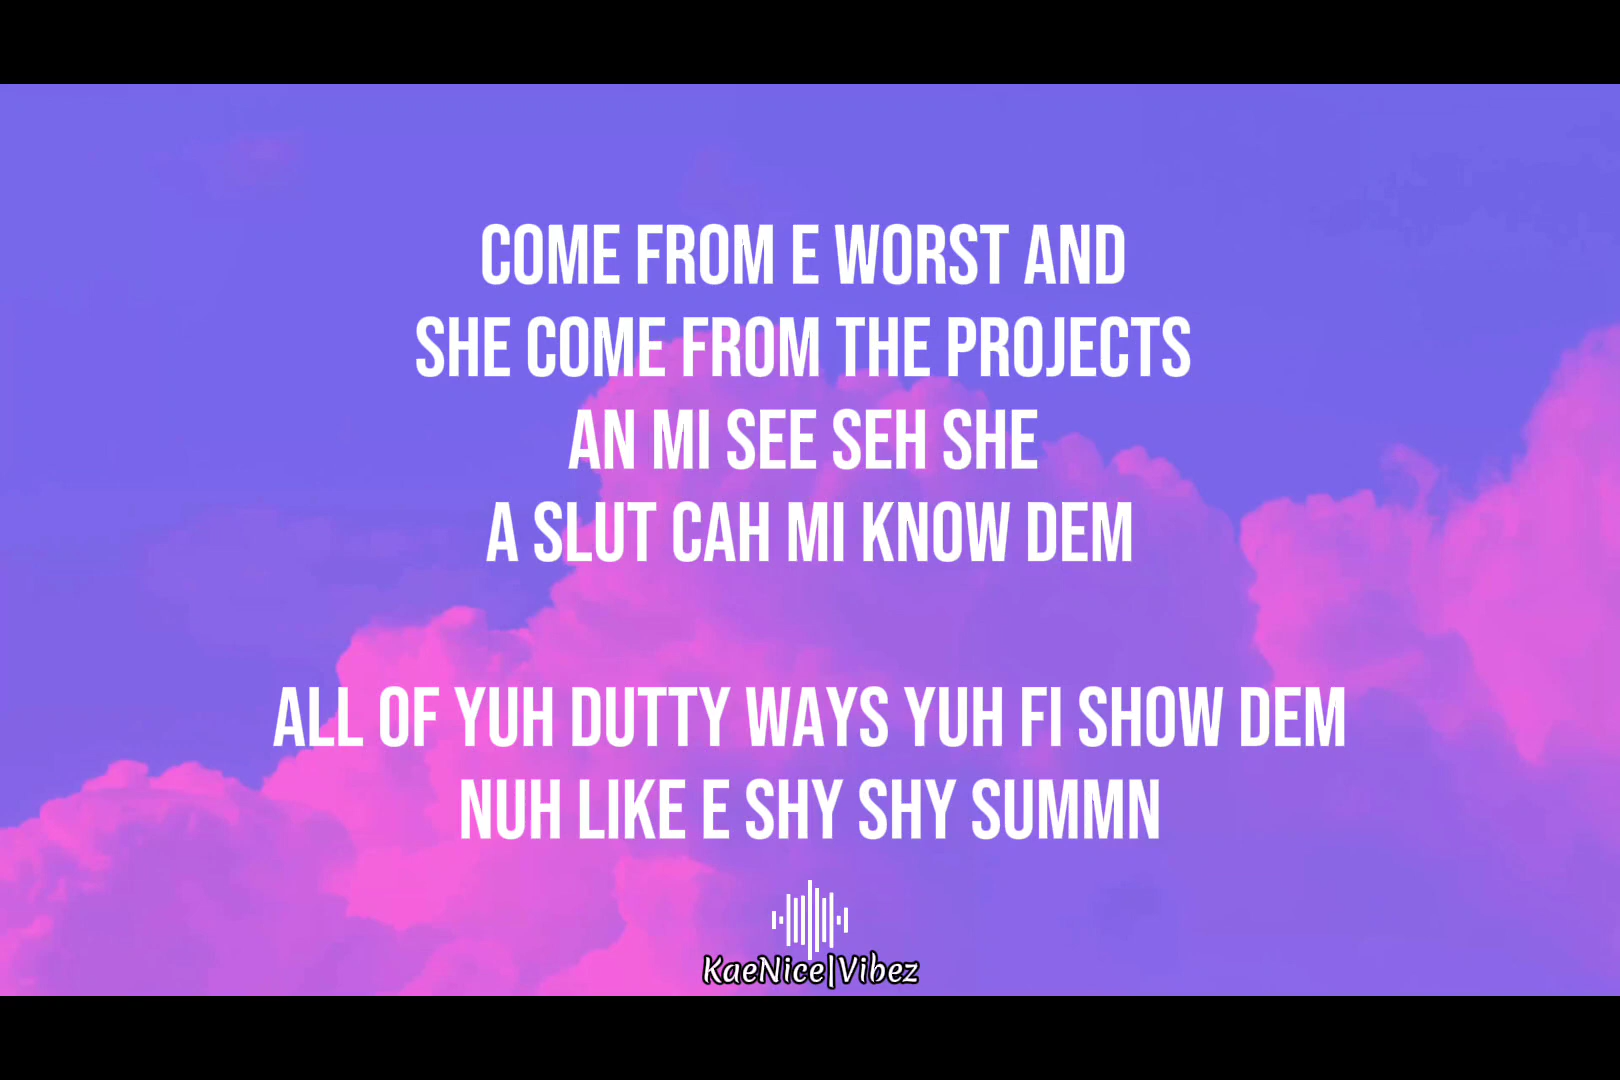 COME FROM E WORST AND
SHE COME FROM THE PROJECTS
AN MI SEE SEH SHE
A SLUT CAH MI KNOW DEM
ALL OF YUH DUTTY WAYS YUH FI SHOW DEM
NUH LIKE E SHY SHY SUMMN
KaeNice|Vibez